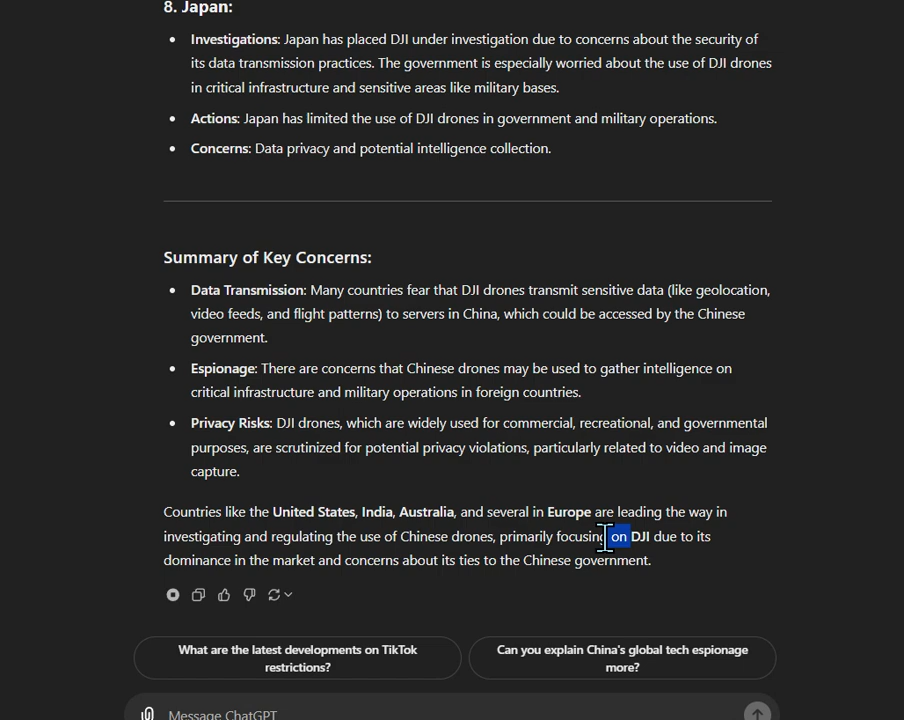 8. Japan:
Investigations: Japan has placed DJI under investigation due to concerns about the security of
its data transmission practices. The government is especially worried about the use of DJI drones
in critical infrastructure and sensitive areas like military bases.
Actions: Japan has limited the use of DJI drones in government and military operations.
Concerns: Data privacy and potential intelligence collection.
Summary of Key Concerns:
Data Transmission: Many countries fear that DJI drones transmit sensitive data (like geolocation,
video feeds, and flight patterns) to servers in China, which could be accessed by the Chinese
government.
Espionage: There are concerns that Chinese drones may be used to gather intelligence on
critical infrastructure and military operations in foreign countries.
Privacy Risks: DJI drones, which are widely used for commercial, recreational, and governmental
purposes, are scrutinized for potential privacy violations, particularly related to video and image
capture.
Countries like the United States, India, Australia, and several in Europe are leading the way in
investigating and regulating the use of Chinese drones, primarily focusing on DJI due to its
dominance in the market and concerns about its ties to the Chinese government.
What are the latest developments on TikTok
restrictions?
Can you explain China's global tech espionage
more?
Message ChatGPT